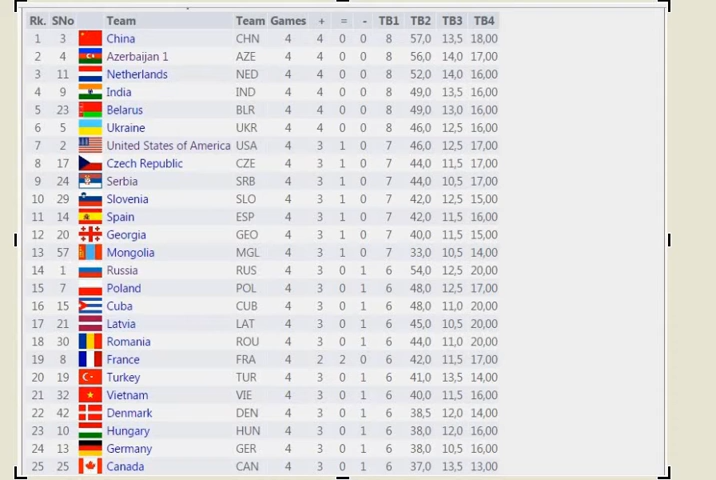 Rk. SNo Team Team Games + = - TB1 TB2 TB3 TB4
1 3 China CHN 4 4 0 0 8 57,0 13,5 18,00
2 4 Azerbaijan 1 AZE 4 4 0 0 8 56,0 14,0 17,00
3 11 Netherlands NED 4 4 0 0 8 52,0 14,0 16,00
4 9 India IND 4 4 0 0 8 49,0 13,5 16,00
5 23 Belarus BLR 4 4 0 0 8 49,0 13,0 16,00
6 5 Ukraine UKR 4 4 0 0 8 46,0 12,5 16,00
7 2 United States of America USA 4 3 1 0 7 46,0 12,5 17,00
8 17 Czech Republic CZE 4 3 1 0 7 44,0 11,5 17,00
9 24 Serbia SRB 4 3 1 0 7 44,0 10,5 17,00
10 29 Slovenia SLO 4 3 1 0 7 42,0 12,5 15,00
11 14 Spain ESP 4 3 1 0 7 42,0 11,5 16,00
12 20 Georgia GEO 4 3 1 0 7 40,0 11,5 15,00
13 57 Mongolia MGL 4 3 1 0 7 33,0 10,5 14,00
14 1 Russia RUS 4 3 0 1 6 54,0 12,5 20,00
15 7 Poland POL 4 3 0 1 6 48,0 12,5 17,00
16 15 Cuba CUB 4 3 0 1 6 48,0 11,0 20,00
17 21 Latvia LAT 4 3 0 1 6 45,0 10,5 20,00
18 30 Romania ROU 4 3 0 1 6 44,0 11,0 20,00
19 8 France FRA 4 2 2 0 6 42,0 11,5 17,00
20 19 Turkey TUR 4 3 0 1 6 41,0 13,5 14,00
21 32 Vietnam VIE 4 3 0 1 6 40,0 11,5 16,00
22 42 Denmark DEN 4 3 0 1 6 38,5 12,0 14,00
23 10 Hungary HUN 4 3 0 1 6 38,0 12,0 16,00
24 13 Germany GER 4 3 0 1 6 38,0 10,5 16,00
25 25 Canada CAN 4 3 0 1 6 37,0 13,5 13,00